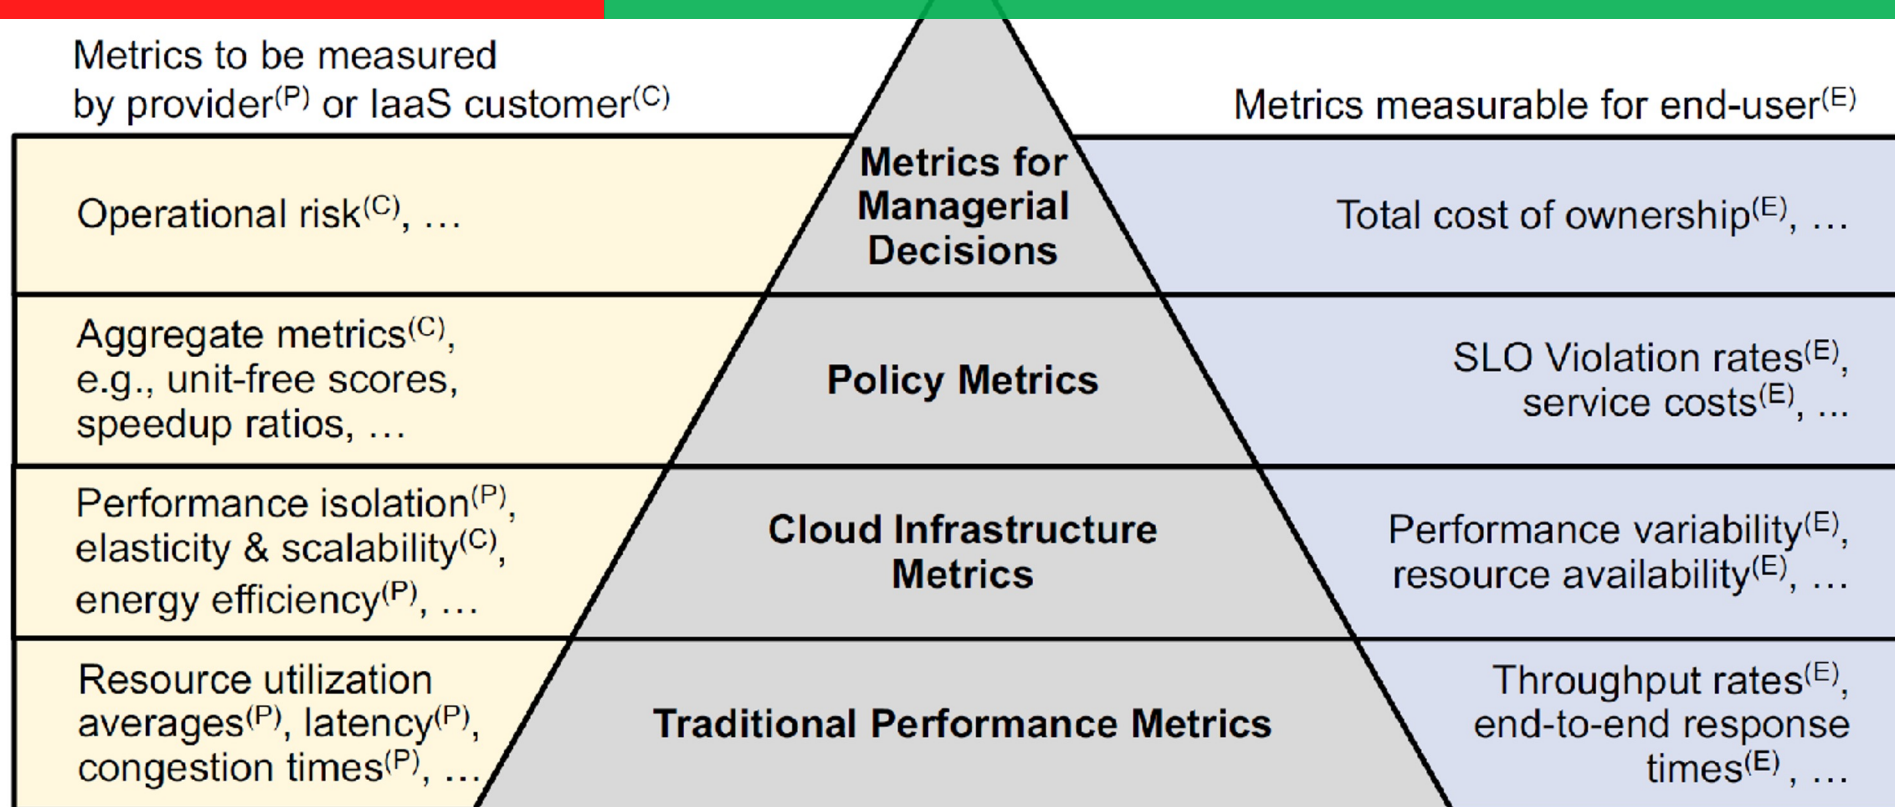 Metrics to be measured
by provider(P) or IaaS customer(C)
Metrics measurable for end-user(E)
Operational risk(C), …
Metrics for
Managerial
Decisions
Total cost of ownership(E), …
Aggregate metrics(C),
e.g., unit-free scores,
speedup ratios, …
Policy Metrics
SLO Violation rates(E),
service costs(E), ...
Performance isolation(P),
elasticity & scalability(C),
energy efficiency(P), …
Cloud Infrastructure
Metrics
Performance variability(E),
resource availability(E), …
Resource utilization
averages(P), latency(P),
congestion times(P), …
Traditional Performance Metrics
Throughput rates(E),
end-to-end response
times(E) , …